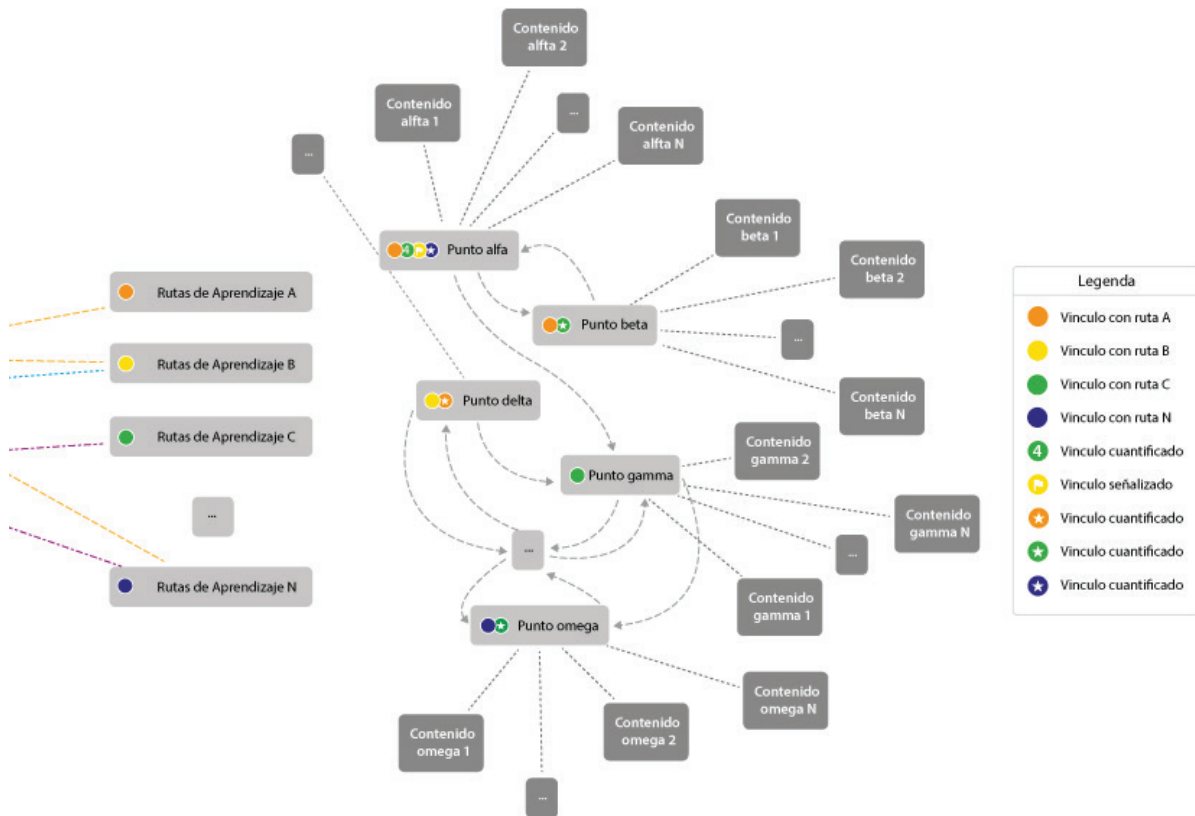 Contenido
alfta 2
Contenido
alfta 1
...
Contenido
alfta N
...
Punto alfa
Contenido
beta 1
Contenido
beta 2
...
Contenido
beta N
Punto beta
Rutas de Aprendizaje A
Rutas de Aprendizaje B
Rutas de Aprendizaje C
...
Rutas de Aprendizaje N
Punto delta
Punto gamma
Contenido
gamma 2
Contenido
gamma N
...
Contenido
gamma 1
...
Punto omega
Contenido
omega N
Contenido
omega 2
Contenido
omega 1
...
4
Legenda
Vinculo con ruta A
Vinculo con ruta B
Vinculo con ruta C
Vinculo con ruta N
4 Vinculo cuantificado
Vinculo señalizado
Vinculo cuantificado
Vinculo cuantificado
Vinculo cuantificado